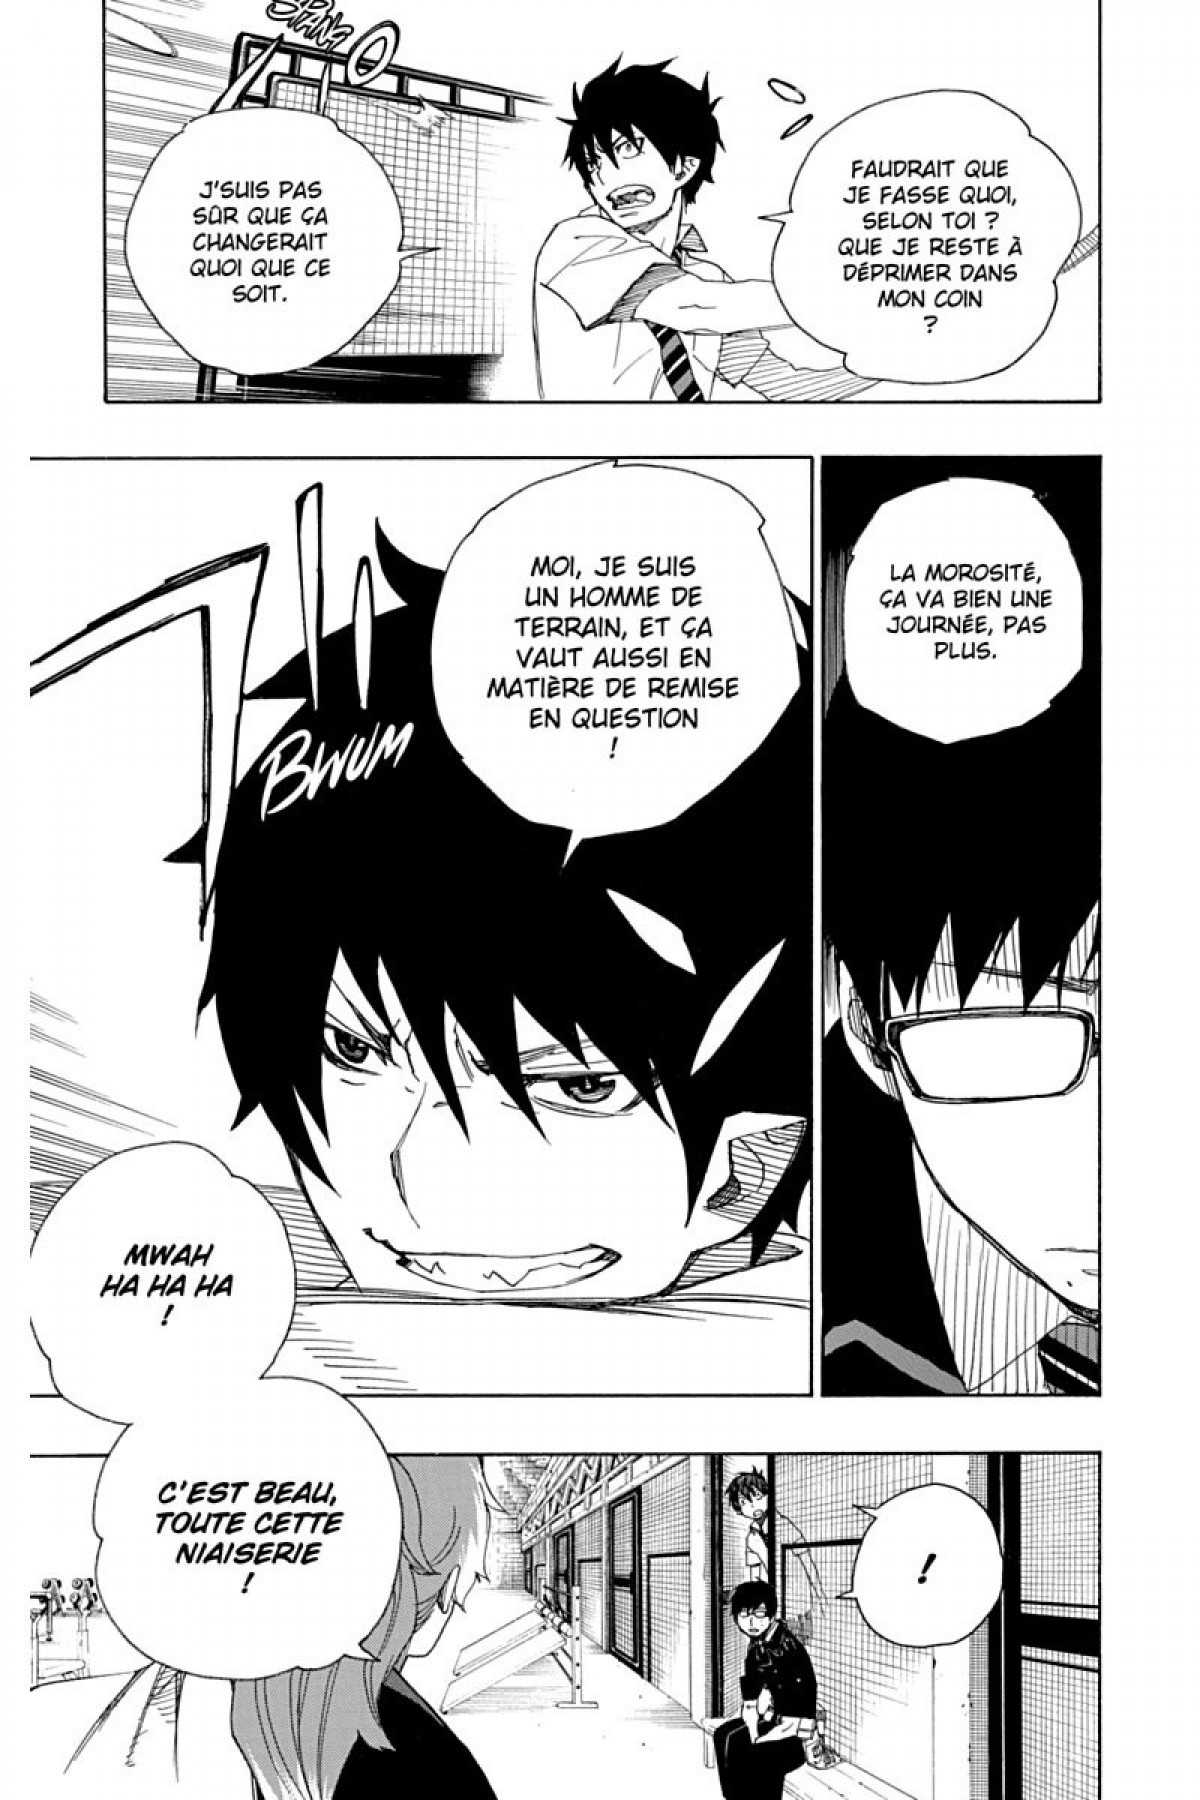 FAUDRAIT QUE
JE FASSE QUOI,
SELON TOI ?
QUE JE RESTE À
DÉPRIMER DANS
MON COIN
?
SPANG
J'SUIS PAS
SÛR QUE ÇA
CHANGERAIT
QUOI QUE CE
SOIT.
LA MOROSITÉ,
ÇA VA BIEN UNE
JOURNÉE, PAS
PLUS.
MOI, JE SUIS
UN HOMME DE
TERRAIN, ET ÇA
VAUT AUSSI EN
MATIÈRE DE REMISE
EN QUESTION
!
BWUM
MWAH
HA HA HA
!
!
C'EST BEAU,
TOUTE CETTE
NIAISERIE
!